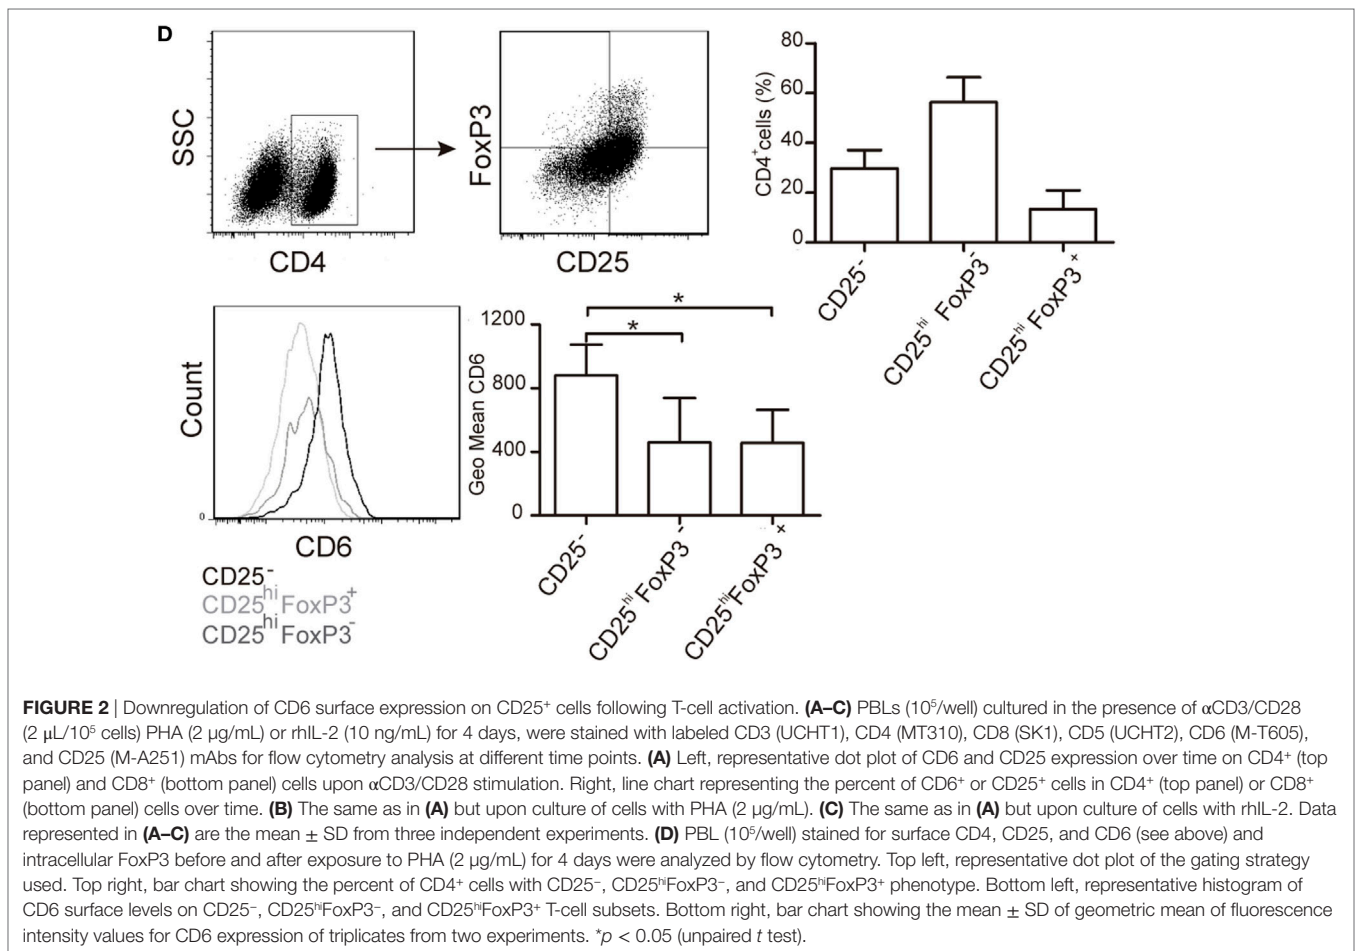 D
SSC
CD4
FoxP3
CD25
CD4+cells (%)
80
60
40
20
0
CD25-
CD25hi FoxP3-
CD25hi FoxP3+
Count
0
CD6
CD25-
CD25hi FoxP3+
CD25hi FoxP3-
Geo Mean CD6
1200
800
400
0
*
*
CD25-
CD25hi FoxP3-
CD25hiFoxP3+
FIGURE 2 | Downregulation of CD6 surface expression on CD25+ cells following T-cell activation. (A–C) PBLs (10⁵/well) cultured in the presence of αCD3/CD28
(2 μL/10⁵ cells) PHA (2 μg/mL) or rhIL-2 (10 ng/mL) for 4 days, were stained with labeled CD3 (UCHT1), CD4 (MT310), CD8 (SK1), CD5 (UCHT2), CD6 (M-T605),
and CD25 (M-A251) mAbs for flow cytometry analysis at different time points. (A) Left, representative dot plot of CD6 and CD25 expression over time on CD4⁺ (top
panel) and CD8⁺ (bottom panel) cells upon αCD3/CD28 stimulation. Right, line chart representing the percent of CD6⁺ or CD25⁺ cells in CD4⁺ (top panel) or CD8⁺
(bottom panel) cells over time. (B) The same as in (A) but upon culture of cells with PHA (2 μg/mL). (C) The same as in (A) but upon culture of cells with rhIL-2. Data
represented in (A–C) are the mean ± SD from three independent experiments. (D) PBL (10⁵/well) stained for surface CD4, CD25, and CD6 (see above) and
intracellular FoxP3 before and after exposure to PHA (2 μg/mL) for 4 days were analyzed by flow cytometry. Top left, representative dot plot of the gating strategy
used. Top right, bar chart showing the percent of CD4⁺ cells with CD25⁻, CD25ʰⁱFoxP3⁻, and CD25ʰⁱFoxP3⁺ phenotype. Bottom left, representative histogram of
CD6 surface levels on CD25⁻, CD25ʰⁱFoxP3⁻, and CD25ʰⁱFoxP3⁺ T-cell subsets. Bottom right, bar chart showing the mean ± SD of geometric mean of fluorescence
intensity values for CD6 expression of triplicates from two experiments. *p < 0.05 (unpaired t test).